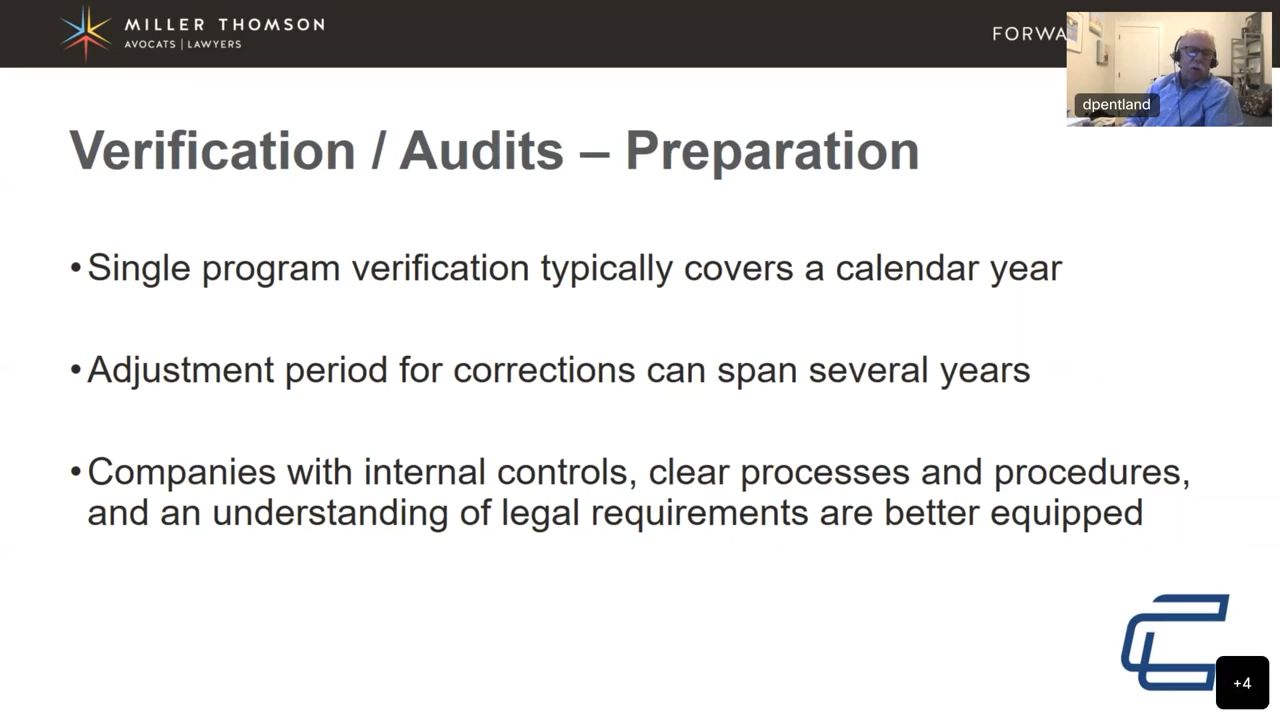 MILLER THOMSON
AVOCATS | LAWYERS
FORWA
dpentland
Verification / Audits – Preparation
• Single program verification typically covers a calendar year
• Adjustment period for corrections can span several years
• Companies with internal controls, clear processes and procedures,
and an understanding of legal requirements are better equipped
+4